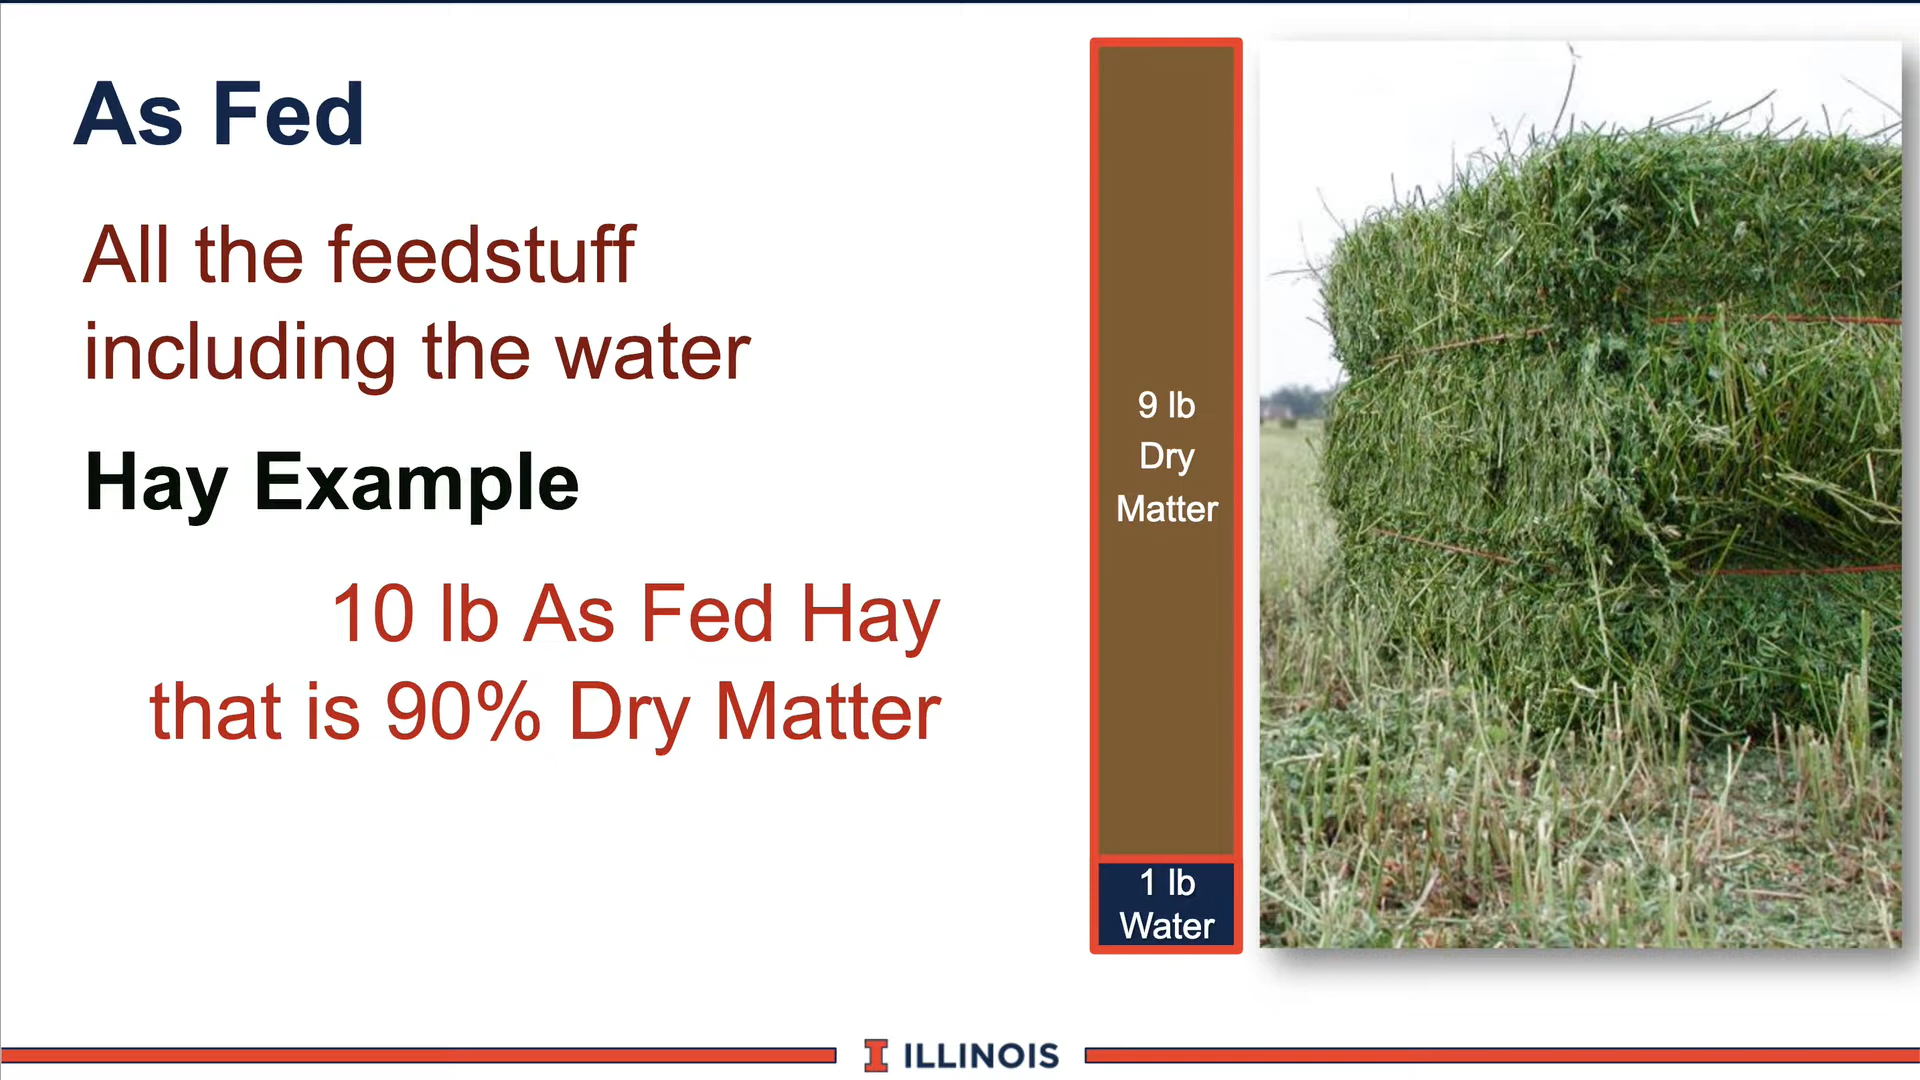 As Fed
All the feedstuff
including the water
Hay Example
10 lb As Fed Hay
that is 90% Dry Matter
9 lb
Dry
Matter
1 lb
Water
I ILLINOIS